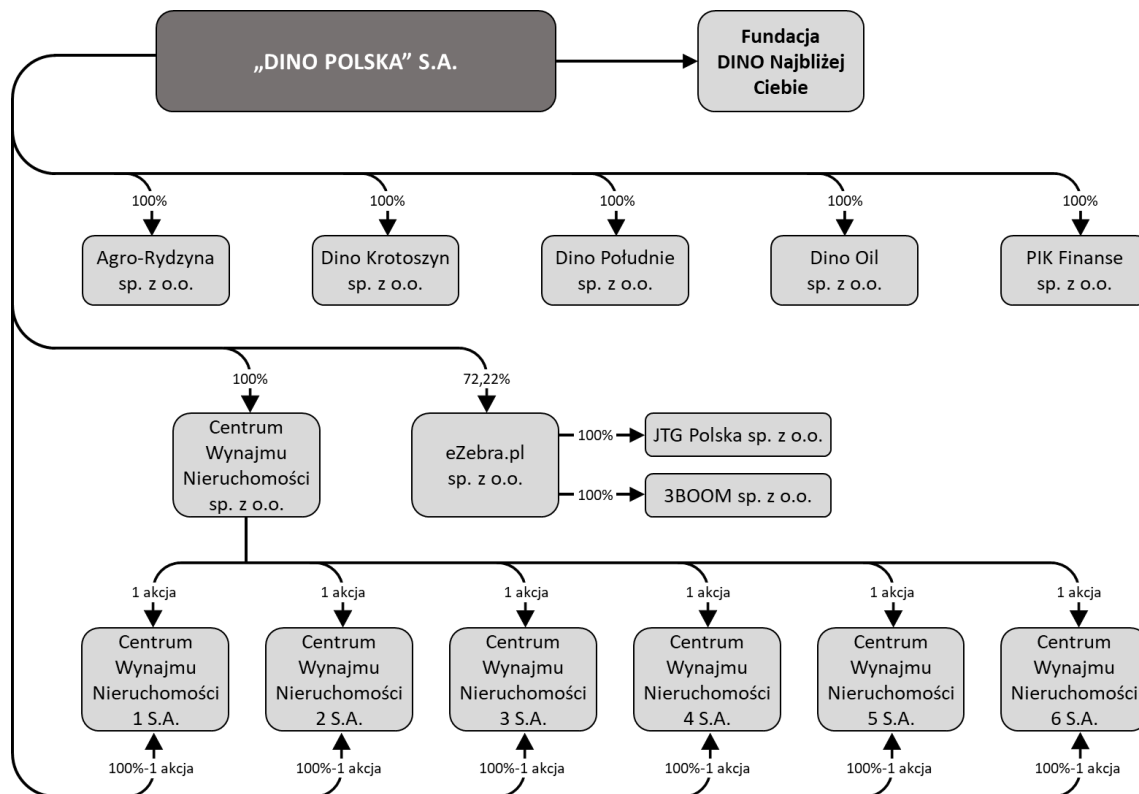 „DINO POLSKA” S.A.
Fundacja
DINO Najbliżej
Ciebie
100%
100%
100%
100%
100%
Agro-Rydzyna
sp. z o.o.
Dino Krotoszyn
sp. z o.o.
Dino Południe
sp. z o.o.
Dino Oil
sp. z o.o.
PIK Finanse
sp. z o.o.
100%
72,22%
Centrum
Wynajmu
Nieruchomości
sp. z o.o.
eZebra.pl
sp. z o.o.
100%
JTG Polska sp. z o.o.
100%
3BOOM sp. z o.o.
1 akcja
1 akcja
1 akcja
1 akcja
1 akcja
1 akcja
Centrum
Wynajmu
Nieruchomości
1 S.A.
Centrum
Wynajmu
Nieruchomości
2 S.A.
Centrum
Wynajmu
Nieruchomości
3 S.A.
Centrum
Wynajmu
Nieruchomości
4 S.A.
Centrum
Wynajmu
Nieruchomości
5 S.A.
Centrum
Wynajmu
Nieruchomości
6 S.A.
100%-1 akcja
100%-1 akcja
100%-1 akcja
100%-1 akcja
100%-1 akcja
100%-1 akcja